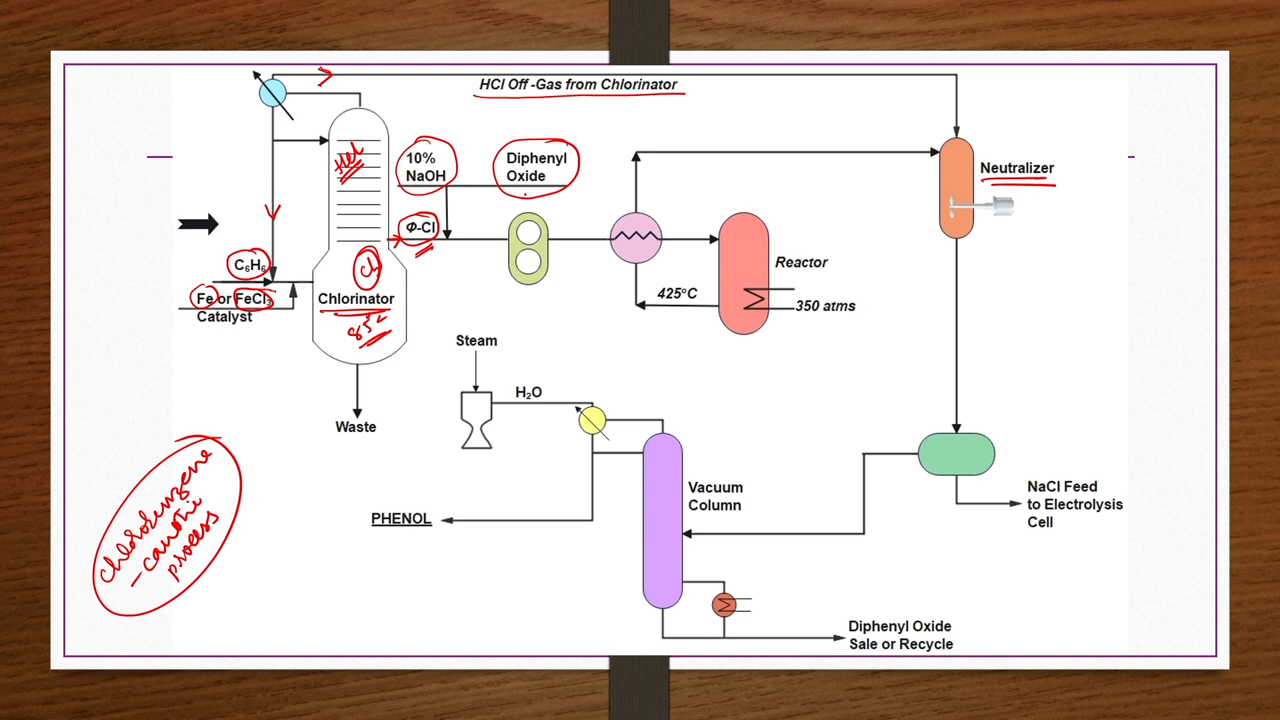 HCl Off -Gas from Chlorinator
HCl
10%
NaOH
Diphenyl
Oxide
Neutralizer
Φ-Cl
C₆H₆
Fe or FeCl₃
Catalyst
Chlorinator
Reactor
425°C
350 atms
Steam
H₂O
Waste
chlorobenzene
- caustic
process
Vacuum
Column
PHENOL
NaCl Feed
to Electrolysis
Cell
Diphenyl Oxide
Sale or Recycle